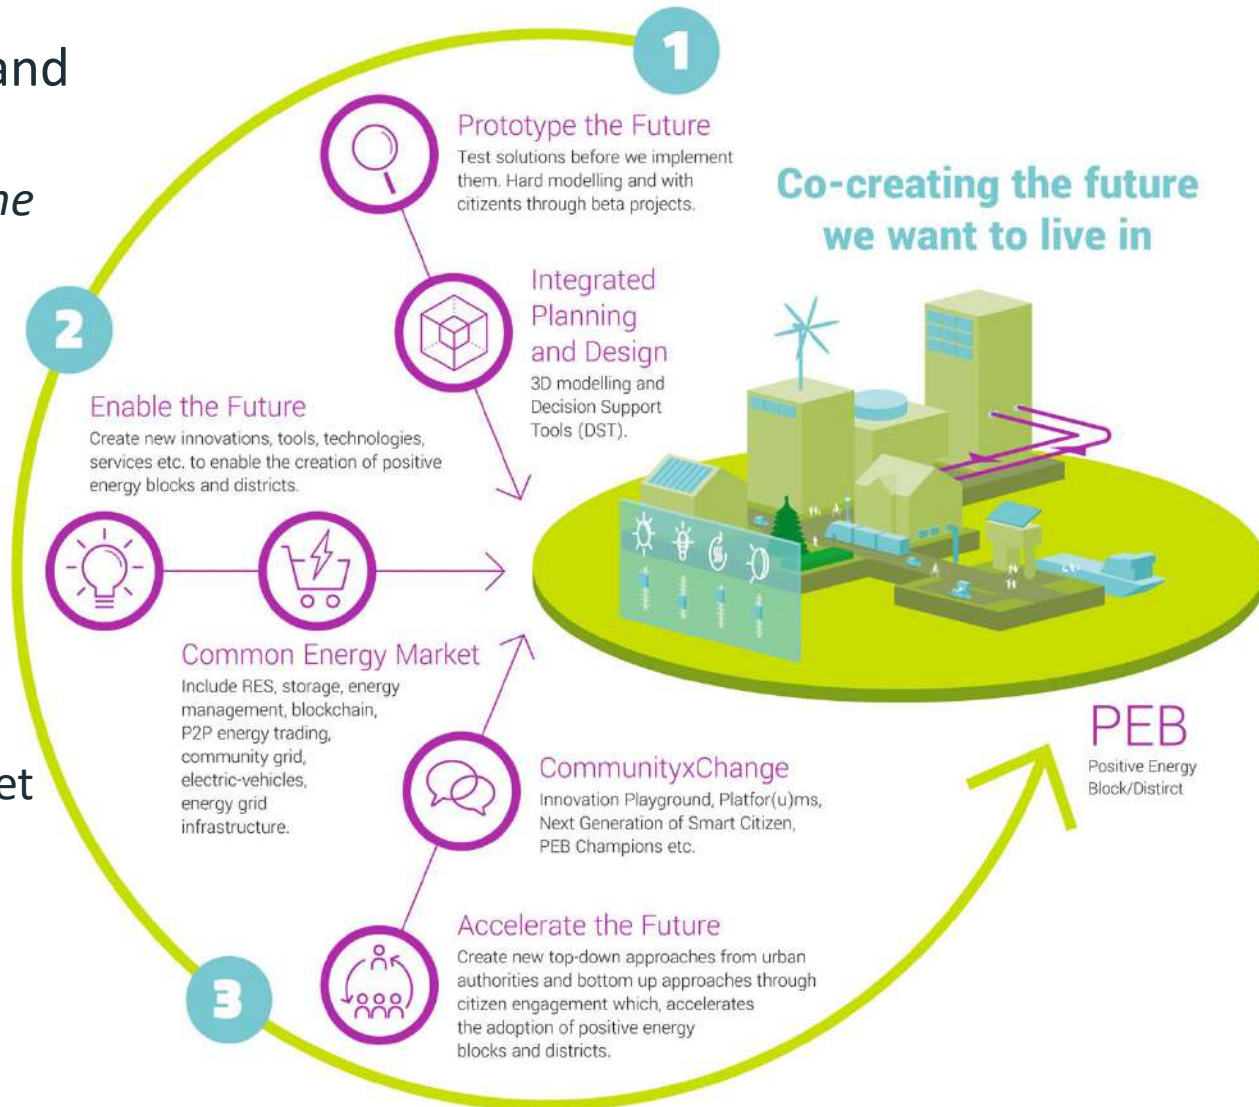 and
ne
et
1
Prototype the Future
Test solutions before we implement
them. Hard modelling and with
citizents through beta projects.
Co-creating the future
we want to live in
Integrated
Planning
and Design
3D modelling and
Decision Support
Tools (DST).
2
Enable the Future
Create new innovations, tools, technologies,
services etc. to enable the creation of positive
energy blocks and districts.
Common Energy Market
Include RES, storage, energy
management, blockchain,
P2P energy trading,
community grid,
electric-vehicles,
energy grid
infrastructure.
CommunityxChange
Innovation Playground, Platfor(u)ms,
Next Generation of Smart Citizen,
PEB Champions etc.
PEB
Positive Energy
Block/Distirct
3
Accelerate the Future
Create new top-down approaches from urban
authorities and bottom up approaches through
citizen engagement which, accelerates
the adoption of positive energy
blocks and districts.